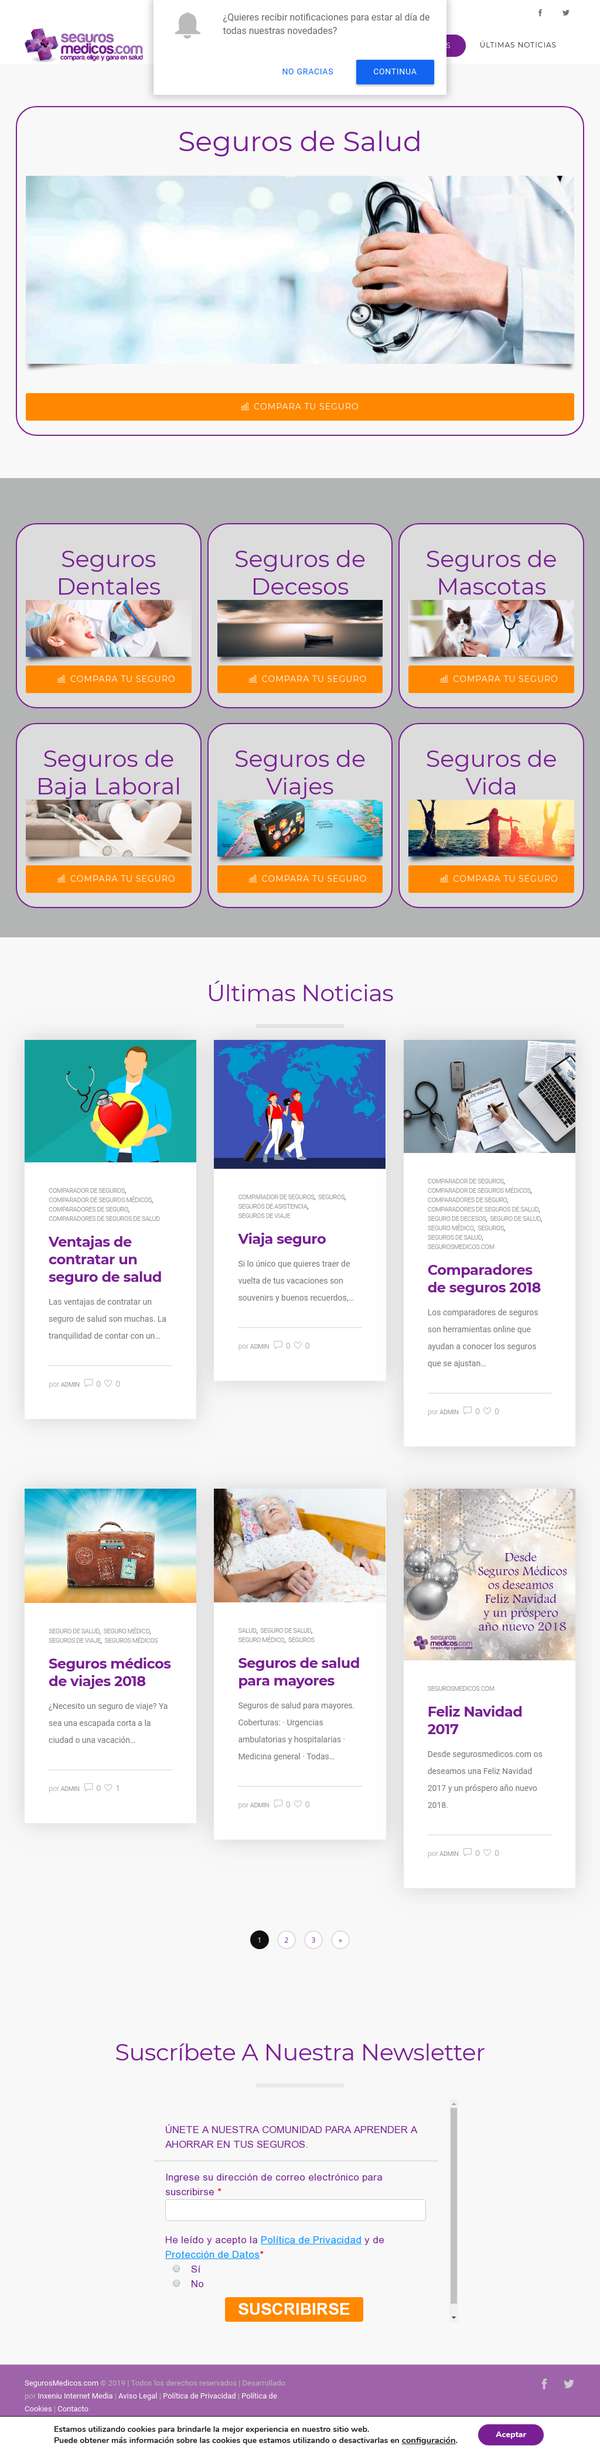 ¿Quieres recibir notificaciones para estar al día de
todas nuestras novedades?
NO GRACIAS
CONTINUA
seguros
medicos.com
compara elige y gana en salud
S
ÚLTIMAS NOTICIAS
Seguros de Salud
COMPARA TU SEGURO
Seguros
Dentales
COMPARA TU SEGURO
Seguros de
Decesos
COMPARA TU SEGURO
Seguros de
Mascotas
COMPARA TU SEGURO
Seguros de
Baja Laboral
COMPARA TU SEGURO
Seguros de
Viajes
COMPARA TU SEGURO
Seguros de
Vida
COMPARA TU SEGURO
Últimas Noticias
COMPARADOR DE SEGUROS,
COMPARADOR DE SEGUROS MÉDICOS,
COMPARADORES DE SEGURO,
COMPARADORES DE SEGUROS DE SALUD
Ventajas de
contratar un
seguro de salud
Las ventajas de contratar un
seguro de salud son muchas. La
tranquilidad de contar con un...
por ADMIN 0 0
COMPARADOR DE SEGUROS, SEGUROS,
SEGUROS DE ASISTENCIA,
SEGUROS DE VIAJE
Viaja seguro
Si lo único que quieres traer de
vuelta de tus vacaciones son
souvenirs y buenos recuerdos,...
por ADMIN 0 0
COMPARADOR DE SEGUROS,
COMPARADOR DE SEGUROS MÉDICOS,
COMPARADORES DE SEGURO,
COMPARADORES DE SEGUROS DE SALUD,
SEGURO DE DECESOS, SEGURO DE SALUD,
SEGURO MÉDICO, SEGUROS,
SEGUROS DE SALUD,
SEGUROSMEDICOS.COM
Comparadores
de seguros 2018
Los comparadores de seguros
son herramientas online que
ayudan a conocer los seguros
que se ajustan...
por ADMIN 0 0
SEGURO DE SALUD, SEGURO MÉDICO,
SEGUROS DE VIAJE, SEGUROS MÉDICOS
Seguros médicos
de viajes 2018
¿Necesito un seguro de viaje? Ya
sea una escapada corta a la
ciudad o una vacación...
por ADMIN 0 1
SALUD, SEGURO DE SALUD,
SEGURO MÉDICO, SEGUROS
Seguros de salud
para mayores
Seguros de salud para mayores.
Coberturas: · Urgencias
ambulatorias y hospitalarias ·
Medicina general · Todas...
por ADMIN 0 0
Desde
Seguros Médicos
os deseamos
Feliz Navidad
y un próspero
año nuevo 2018
seguros
medicos.com
compara elige y gana en salud
SEGUROSMEDICOS.COM
Feliz Navidad
2017
Desde segurosmedicos.com os
deseamos una Feliz Navidad
2017 y un próspero año nuevo
2018.
por ADMIN 0 0
1 2 3 »
Suscríbete A Nuestra Newsletter
ÚNETE A NUESTRA COMUNIDAD PARA APRENDER A
AHORRAR EN TUS SEGUROS.
Ingrese su dirección de correo electrónico para
suscribirse *
He leído y acepto la Política de Privacidad y de
Protección de Datos*
Sí
No
SUSCRIBIRSE
SegurosMedicos.com © 2019 | Todos los derechos reservados | Desarrollado
por Inxeniu Internet Media | Aviso Legal | Política de Privacidad | Política de
Cookies | Contacto
Estamos utilizando cookies para brindarle la mejor experiencia en nuestro sitio web.
Puede obtener más información sobre las cookies que estamos utilizando o desactivarlas en configuración.
Aceptar